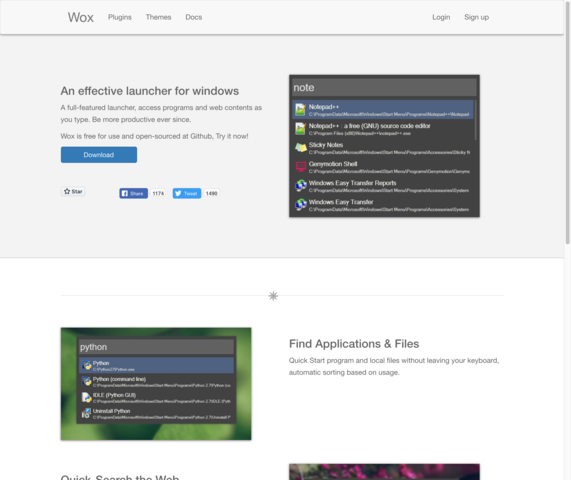 Wox
Plugins
Themes
Docs
Login
Sign up
An effective launcher for windows
A full-featured launcher, access programs and web contents as
you type. Be more productive ever since.
Wox is free for use and open-sourced at Github, Try it now!
Download
Star
Share
1174
Tweet
1490
note
Notepad++
C:\ProgramData\Microsoft\Windows\Start Menu\Programs\Notepad++\Notepad
Notepad++ : a free (GNU) source code editor
C:\Program Files (x86)\Notepad++\notepad++.exe
Sticky Notes
C:\ProgramData\Microsoft\Windows\Start Menu\Programs\Accessories\Sticky N
Genymotion Shell
C:\ProgramData\Microsoft\Windows\Start Menu\Programs\Genymotion\Genymo
Windows Easy Transfer Reports
C:\ProgramData\Microsoft\Windows\Start Menu\Programs\Accessories\System
Windows Easy Transfer
C:\ProgramData\Microsoft\Windows\Start Menu\Programs\Accessories\System
python
Python
C:\Python27\Python.exe
Python (command line)
C:\ProgramData\Microsoft\Windows\Start Menu\Programs\Python 2.7\Python (co
IDLE (Python GUI)
C:\ProgramData\Microsoft\Windows\Start Menu\Programs\Python 2.7\IDLE (Pyth
Uninstall Python
C:\ProgramData\Microsoft\Windows\Start Menu\Programs\Python 2.7\Uninstall P
Find Applications & Files
Quick Start program and local files without leaving your keyboard,
automatic sorting based on usage.
Quick Search the Web